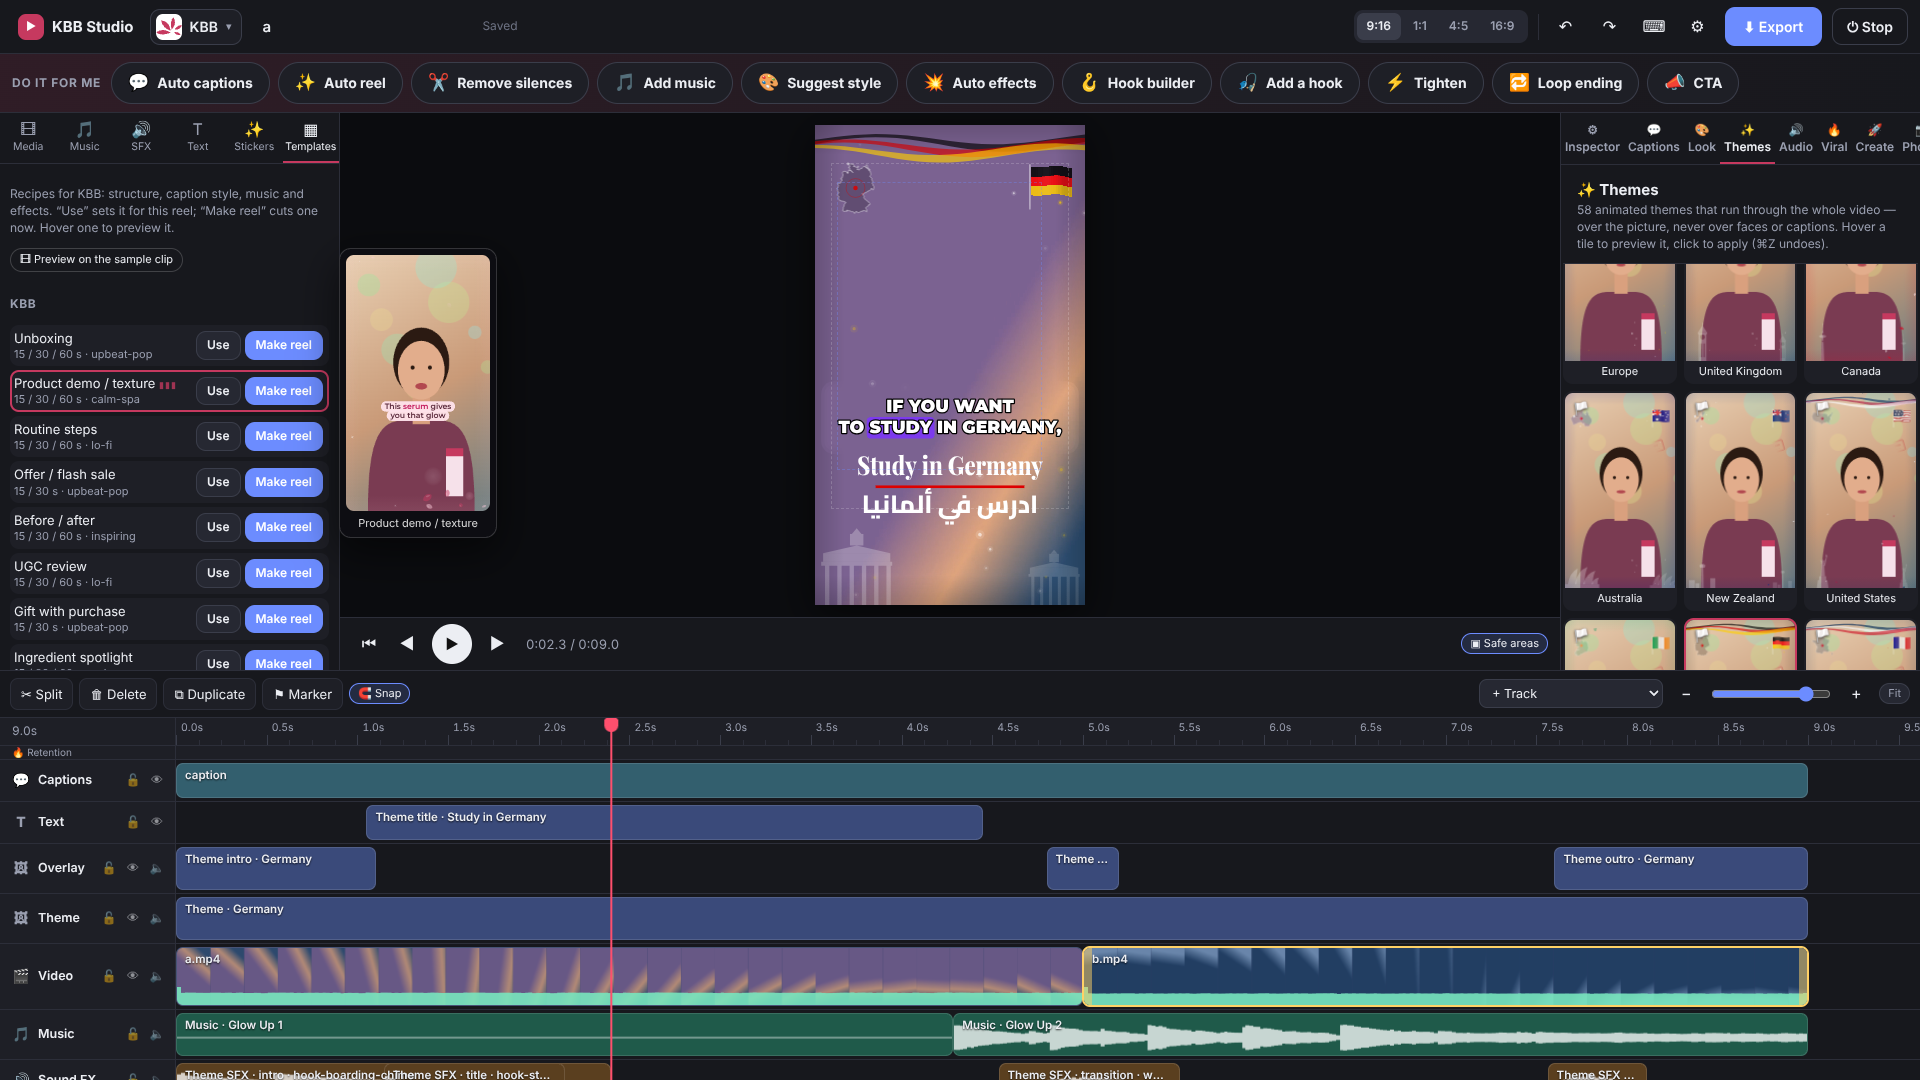 KBB Studio
KBB
a
Saved
9:16
1:1
4:5
16:9
Export
Stop
DO IT FOR ME
Auto captions
Auto reel
Remove silences
Add music
Suggest style
Auto effects
Hook builder
Add a hook
Tighten
Loop ending
CTA
Media
Music
SFX
Text
Stickers
Templates
Recipes for KBB: structure, caption style, music and
effects. “Use” sets it for this reel; “Make reel” cuts one
now. Hover one to preview it.
Preview on the sample clip
KBB
Unboxing
15 / 30 / 60 s · upbeat-pop
Use
Make reel
Product demo / texture
15 / 30 / 60 s · calm-spa
Use
Make reel
Routine steps
15 / 30 / 60 s · lo-fi
Use
Make reel
Offer / flash sale
15 / 30 s · upbeat-pop
Use
Make reel
Before / after
15 / 30 / 60 s · inspiring
Use
Make reel
UGC review
15 / 30 / 60 s · lo-fi
Use
Make reel
Gift with purchase
15 / 30 s · upbeat-pop
Use
Make reel
Ingredient spotlight
Use
Make reel
This serum gives
you that glow
Product demo / texture
IF YOU WANT
TO STUDY IN GERMANY,
Study in Germany
ادرس في ألمانيا
0:02.3 / 0:09.0
Safe areas
Inspector
Captions
Look
Themes
Audio
Viral
Create
Pho
Themes
58 animated themes that run through the whole video —
over the picture, never over faces or captions. Hover a
tile to preview it, click to apply (⌘Z undoes).
Europe
United Kingdom
Canada
Australia
New Zealand
United States
Split
Delete
Duplicate
Marker
Snap
+ Track
Fit
9.0s
0.0s
0.5s
1.0s
1.5s
2.0s
2.5s
3.0s
3.5s
4.0s
4.5s
5.0s
5.5s
6.0s
6.5s
7.0s
7.5s
8.0s
8.5s
9.0s
9.5
Retention
Captions
caption
Text
Theme title · Study in Germany
Overlay
Theme intro · Germany
Theme ...
Theme outro · Germany
Theme
Theme · Germany
Video
a.mp4
b.mp4
Music
Music · Glow Up 1
Music · Glow Up 2
Sound FX
Theme SFX · intro · hook-boarding-c
Theme SFX · title · hook-st...
Theme SFX · transition · w...
Theme SFX ...